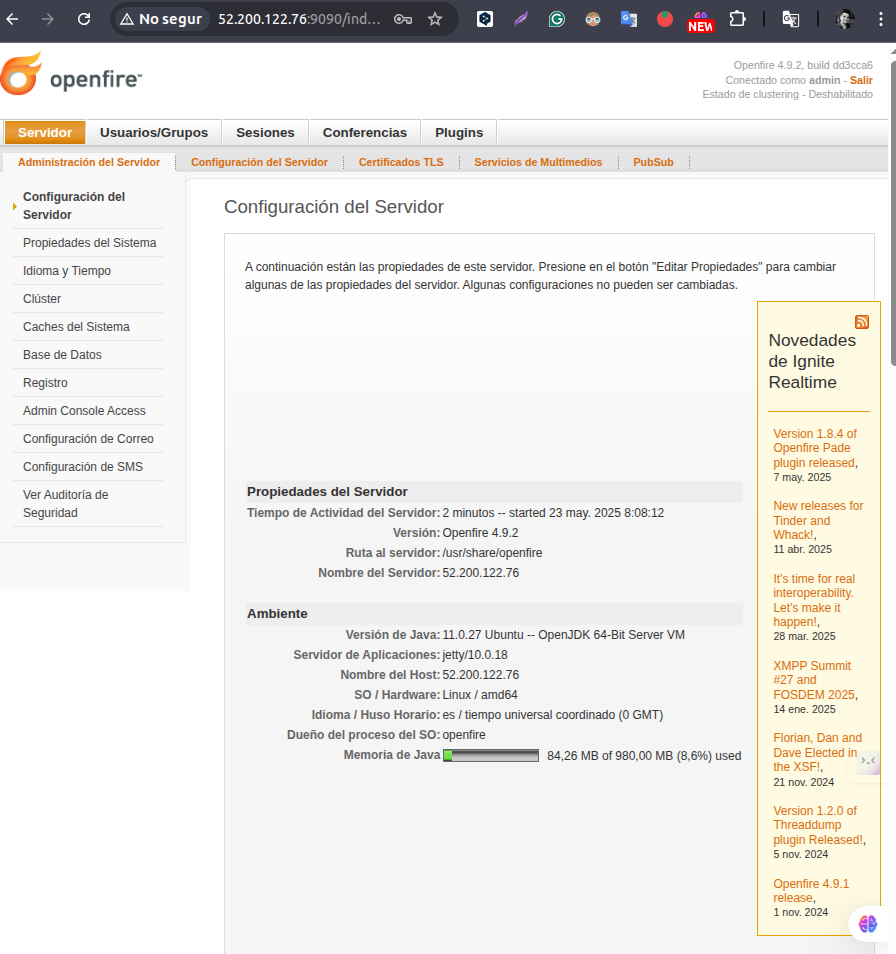 No segur
52.200.122.76:9090/ind…
NEW
openfire™
Openfire 4.9.2, build dd3cca6
Conectado como admin - Salir
Estado de clustering - Deshabilitado
Servidor
Usuarios/Grupos
Sesiones
Conferencias
Plugins
Administración del Servidor
Configuración del Servidor
Certificados TLS
Servicios de Multimedios
PubSub
Configuración del
Servidor
Propiedades del Sistema
Idioma y Tiempo
Clúster
Caches del Sistema
Base de Datos
Registro
Admin Console Access
Configuración de Correo
Configuración de SMS
Ver Auditoría de
Seguridad
Configuración del Servidor
A continuación están las propiedades de este servidor. Presione en el botón "Editar Propiedades" para cambiar
algunas de las propiedades del servidor. Algunas configuraciones no pueden ser cambiadas.
Propiedades del Servidor
Tiempo de Actividad del Servidor: 2 minutos -- started 23 may. 2025 8:08:12
Versión: Openfire 4.9.2
Ruta al servidor: /usr/share/openfire
Nombre del Servidor: 52.200.122.76
Ambiente
Versión de Java: 11.0.27 Ubuntu -- OpenJDK 64-Bit Server VM
Servidor de Aplicaciones: jetty/10.0.18
Nombre del Host: 52.200.122.76
SO / Hardware: Linux / amd64
Idioma / Huso Horario: es / tiempo universal coordinado (0 GMT)
Dueño del proceso del SO: openfire
Memoria de Java 84,26 MB of 980,00 MB (8,6%) used
Novedades
de Ignite
Realtime
Version 1.8.4 of
Openfire Pade
plugin released,
7 may. 2025
New releases for
Tinder and
Whack!,
11 abr. 2025
It's time for real
interoperability.
Let's make it
happen!,
28 mar. 2025
XMPP Summit
#27 and
FOSDEM 2025,
14 ene. 2025
Florian, Dan and
Dave Elected in
the XSF!,
21 nov. 2024
Version 1.2.0 of
Threaddump
plugin Released!,
5 nov. 2024
Openfire 4.9.1
release,
1 nov. 2024